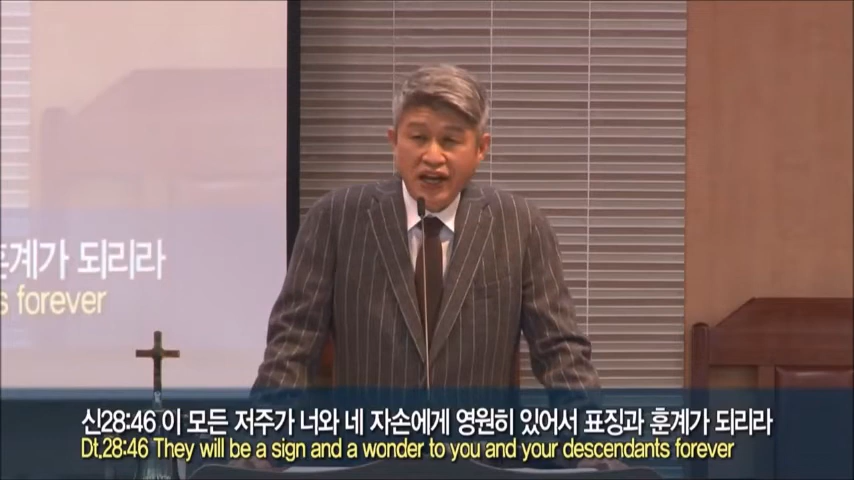 훈계가 되리라
s forever
신28:46 이 모든 저주가 너와 네 자손에게 영원히 있어서 표징과 훈계가 되리라
Dt.28:46 They will be a sign and a wonder to you and your descendants forever